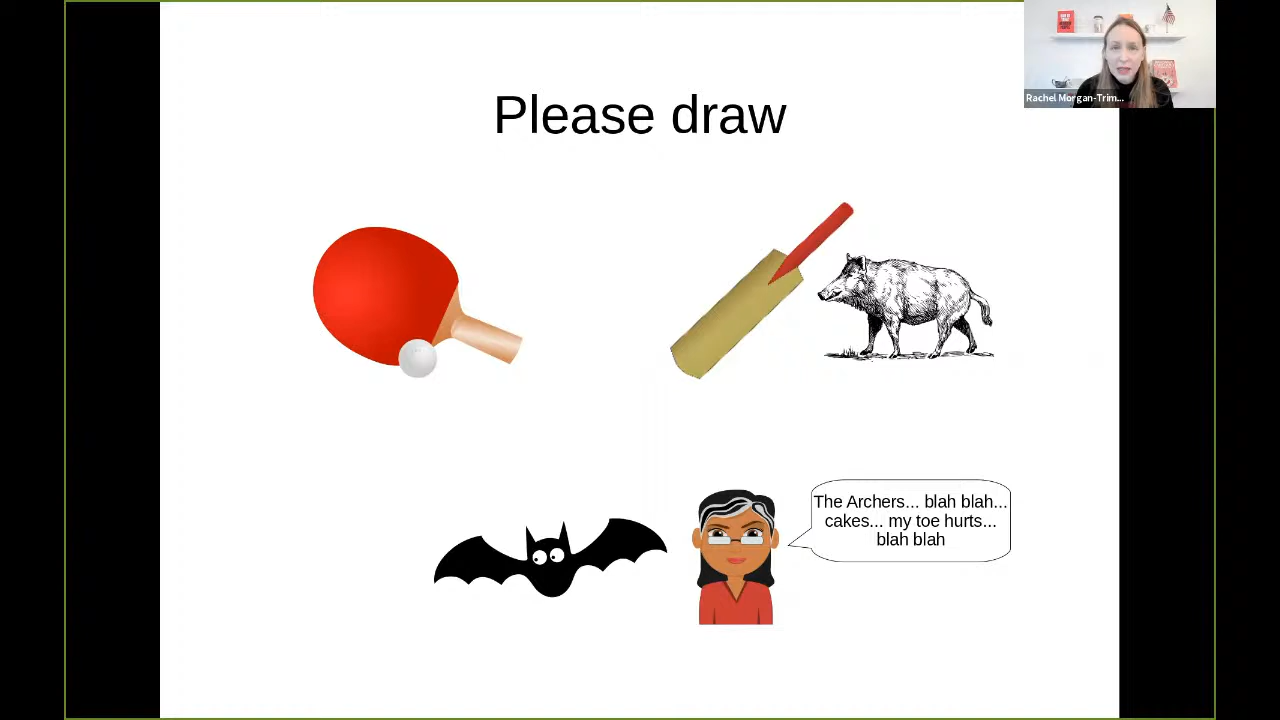 Please draw
Rachel Morgan-Trim...
The Archers... blah blah...
cakes... my toe hurts...
blah blah